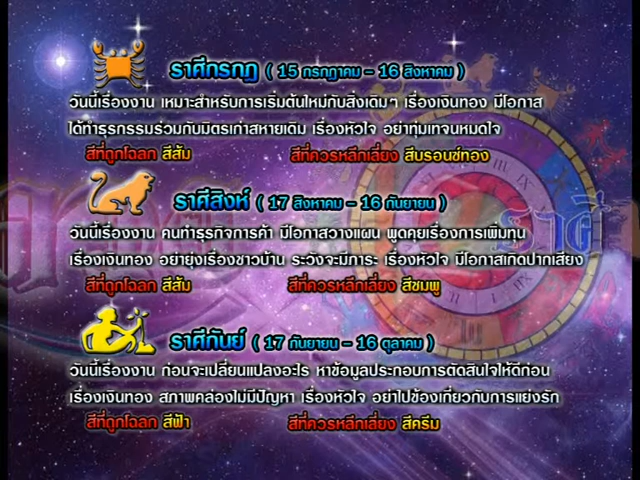 ราศีกรกฎ ( 15 กรกฎาคม - 16 สิงหาคม )
วันนี้เรื่องงาน เหมาะสำหรับการเริ่มต้นใหม่กับสิ่งเดิมๆ เรื่องเงินทอง มีโอกาส
ได้ทำธุรกรรมร่วมกับมิตรเก่าสหายเดิม เรื่องหัวใจ อย่าทุ่มเทจนหมดใจ
สีที่ถูกโฉลก สีส้ม สีที่ควรหลีกเลี่ยง สีบรอนซ์ทอง
ราศีสิงห์ ( 17 สิงหาคม - 16 กันยายน )
วันนี้เรื่องงาน คนทำธุรกิจการค้า มีโอกาสวางแผน พูดคุยเรื่องการเพิ่มทุน
เรื่องเงินทอง อย่ายุ่งเรื่องชาวบ้าน ระวังจะมีภาระ เรื่องหัวใจ มีโอกาสเกิดปากเสียง
สีที่ถูกโฉลก สีส้ม สีที่ควรหลีกเลี่ยง สีชมพู
ราศี
ราศีกันย์ ( 17 กันยายน - 16 ตุลาคม )
วันนี้เรื่องงาน ก่อนจะเปลี่ยนแปลงอะไร หาข้อมูลประกอบการตัดสินใจให้ดีก่อน
เรื่องเงินทอง สภาพคล่องไม่มีปัญหา เรื่องหัวใจ อย่าไปข้องเกี่ยวกับการแย่งรัก
สีที่ถูกโฉลก สีฟ้า สีที่ควรหลีกเลี่ยง สีครีม